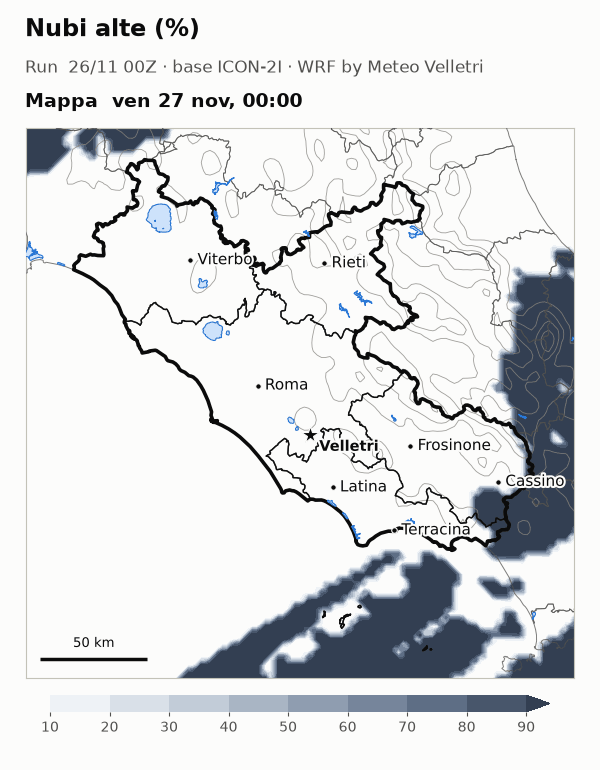 Nubi alte (%)
Run  26/11 00Z · base ICON-2I · WRF by Meteo Velletri
Mappa  ven 27 nov, 00:00
Viterbo
Rieti
Roma
Velletri
Frosinone
Cassino
Latina
Terracina
50 km
10 20 30 40 50 60 70 80 90